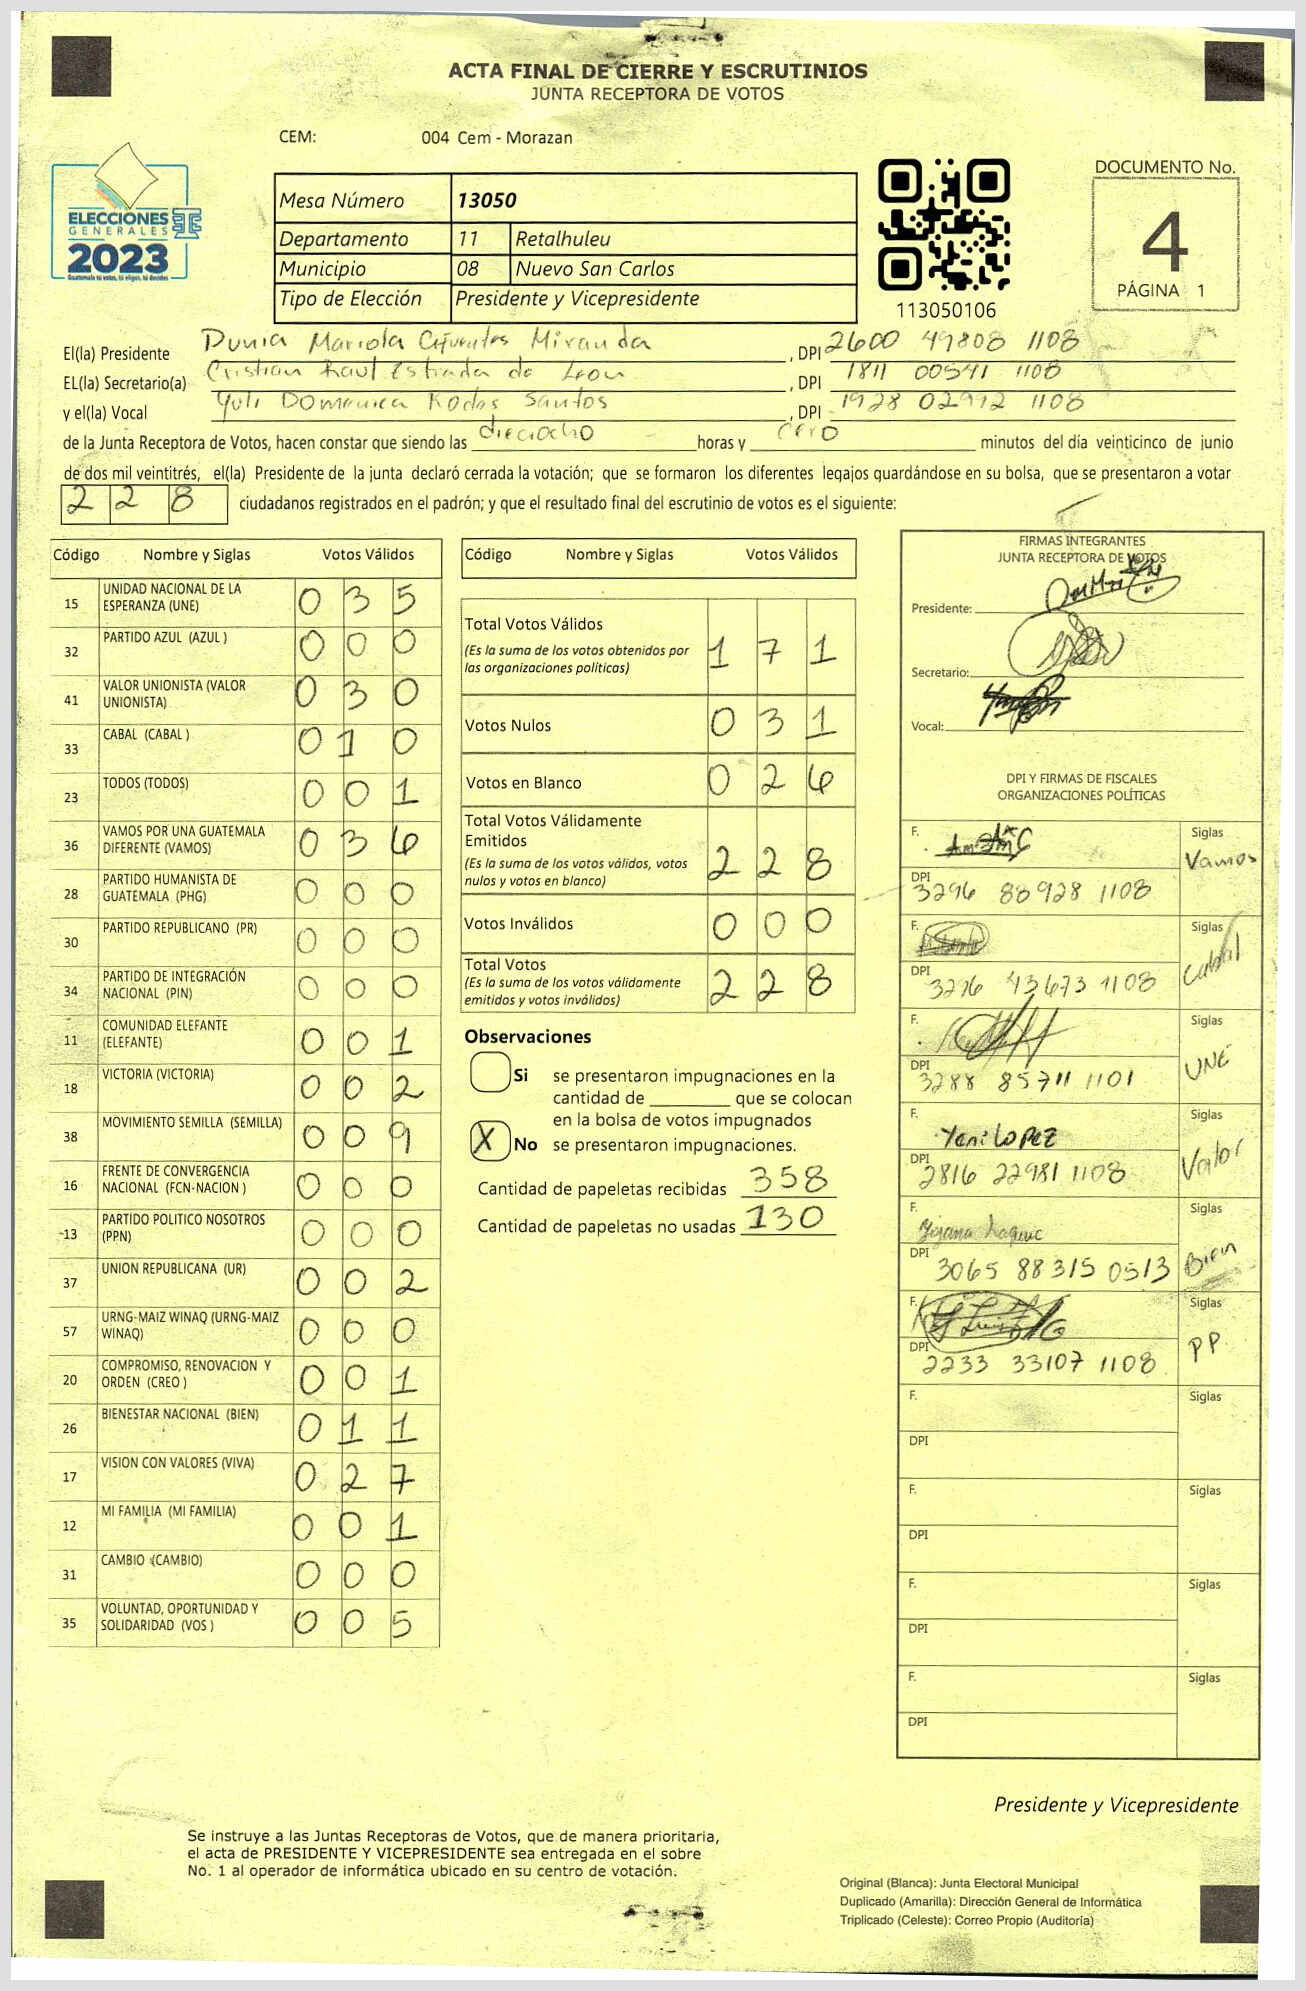 ACTA FINAL DE CIERRE Y ESCRUTINIOS
JUNTA RECEPTORA DE VOTOS
CEM: 004 Cem - Morazan
ELECCIONES
GENERALES
2023
Guatemala tú votas, tú eliges, tú decides
Mesa Número 13050
Departamento 11 Retalhuleu
Municipio 08 Nuevo San Carlos
Tipo de Elección Presidente y Vicepresidente
113050106
DOCUMENTO No.
4
PÁGINA 1
El(la) Presidente Dunia Mariola Cifuentes Miranda, DPI 2600 49808 1108
EL(la) Secretario(a) Cristian Raul Estrada de Leon, DPI 1811 00541 1108
y el(la) Vocal Yuli Domenica Rodas Santos, DPI 1928 02912 1108
de la Junta Receptora de Votos, hacen constar que siendo las dieciocho horas y cero minutos del día veinticinco de junio
de dos mil veintitrés, el(la) Presidente de la junta declaró cerrada la votación; que se formaron los diferentes legajos guardándose en su bolsa, que se presentaron a votar
228 ciudadanos registrados en el padrón; y que el resultado final del escrutinio de votos es el siguiente:
Código Nombre y Siglas Votos Válidos
15 UNIDAD NACIONAL DE LA ESPERANZA (UNE) 0 3 5
32 PARTIDO AZUL (AZUL ) 0 0 0
41 VALOR UNIONISTA (VALOR UNIONISTA) 0 3 0
33 CABAL (CABAL ) 0 1 0
23 TODOS (TODOS) 0 0 1
36 VAMOS POR UNA GUATEMALA DIFERENTE (VAMOS) 0 3 6
28 PARTIDO HUMANISTA DE GUATEMALA (PHG) 0 0 0
30 PARTIDO REPUBLICANO (PR) 0 0 0
34 PARTIDO DE INTEGRACIÓN NACIONAL (PIN) 0 0 0
11 COMUNIDAD ELEFANTE (ELEFANTE) 0 0 1
18 VICTORIA (VICTORIA) 0 0 2
38 MOVIMIENTO SEMILLA (SEMILLA) 0 0 9
16 FRENTE DE CONVERGENCIA NACIONAL (FCN-NACION ) 0 0 0
13 PARTIDO POLITICO NOSOTROS (PPN) 0 0 0
37 UNION REPUBLICANA (UR) 0 0 2
57 URNG-MAIZ WINAQ (URNG-MAIZ WINAQ) 0 0 0
20 COMPROMISO, RENOVACION Y ORDEN (CREO ) 0 0 1
26 BIENESTAR NACIONAL (BIEN) 0 1 1
17 VISION CON VALORES (VIVA) 0 2 7
12 MI FAMILIA (MI FAMILIA) 0 0 1
31 CAMBIO (CAMBIO) 0 0 0
35 VOLUNTAD, OPORTUNIDAD Y SOLIDARIDAD (VOS ) 0 0 5
Código Nombre y Siglas Votos Válidos
Total Votos Válidos 1 7 1
(Es la suma de los votos obtenidos por
las organizaciones políticas)
Votos Nulos 0 3 1
Votos en Blanco 0 2 6
Total Votos Válidamente
Emitidos 2 2 8
(Es la suma de los votos válidos, votos
nulos y votos en blanco)
Votos Inválidos 0 0 0
Total Votos 2 2 8
(Es la suma de los votos válidamente
emitidos y votos inválidos)
Observaciones
Si se presentaron impugnaciones en la
cantidad de ________ que se colocan
en la bolsa de votos impugnados
X No se presentaron impugnaciones.
Cantidad de papeletas recibidas 358
Cantidad de papeletas no usadas 130
FIRMAS INTEGRANTES
JUNTA RECEPTORA DE VOTOS
Presidente:
Secretario:
Vocal:
DPI Y FIRMAS DE FISCALES
ORGANIZACIONES POLÍTICAS
F. Siglas Vamos
DPI 3296 88928 1108
F. Siglas Cabal
DPI 3296 43673 1108
F. Siglas UNE
DPI 3288 85711 1101
F. Yeni LOPEZ Siglas Valor
DPI 2816 22981 1108
F. Siglas Bien
DPI 3065 88315 0513
F. Siglas PP
DPI 2233 33107 1108
F. Siglas
DPI
F. Siglas
DPI
F. Siglas
DPI
F. Siglas
DPI
Presidente y Vicepresidente
Se instruye a las Juntas Receptoras de Votos, que de manera prioritaria,
el acta de PRESIDENTE Y VICEPRESIDENTE sea entregada en el sobre
No. 1 al operador de informática ubicado en su centro de votación.
Original (Blanca): Junta Electoral Municipal
Duplicado (Amarilla): Dirección General de Informática
Triplicado (Celeste): Correo Propio (Auditoría)